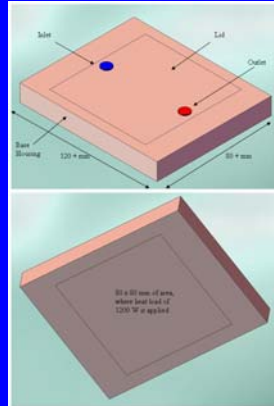 Inlet
Lid
Outlet
Base
Housing
120 + mm
80 + mm
80 x 80 mm of area,
where heat load of
1200 W is applied